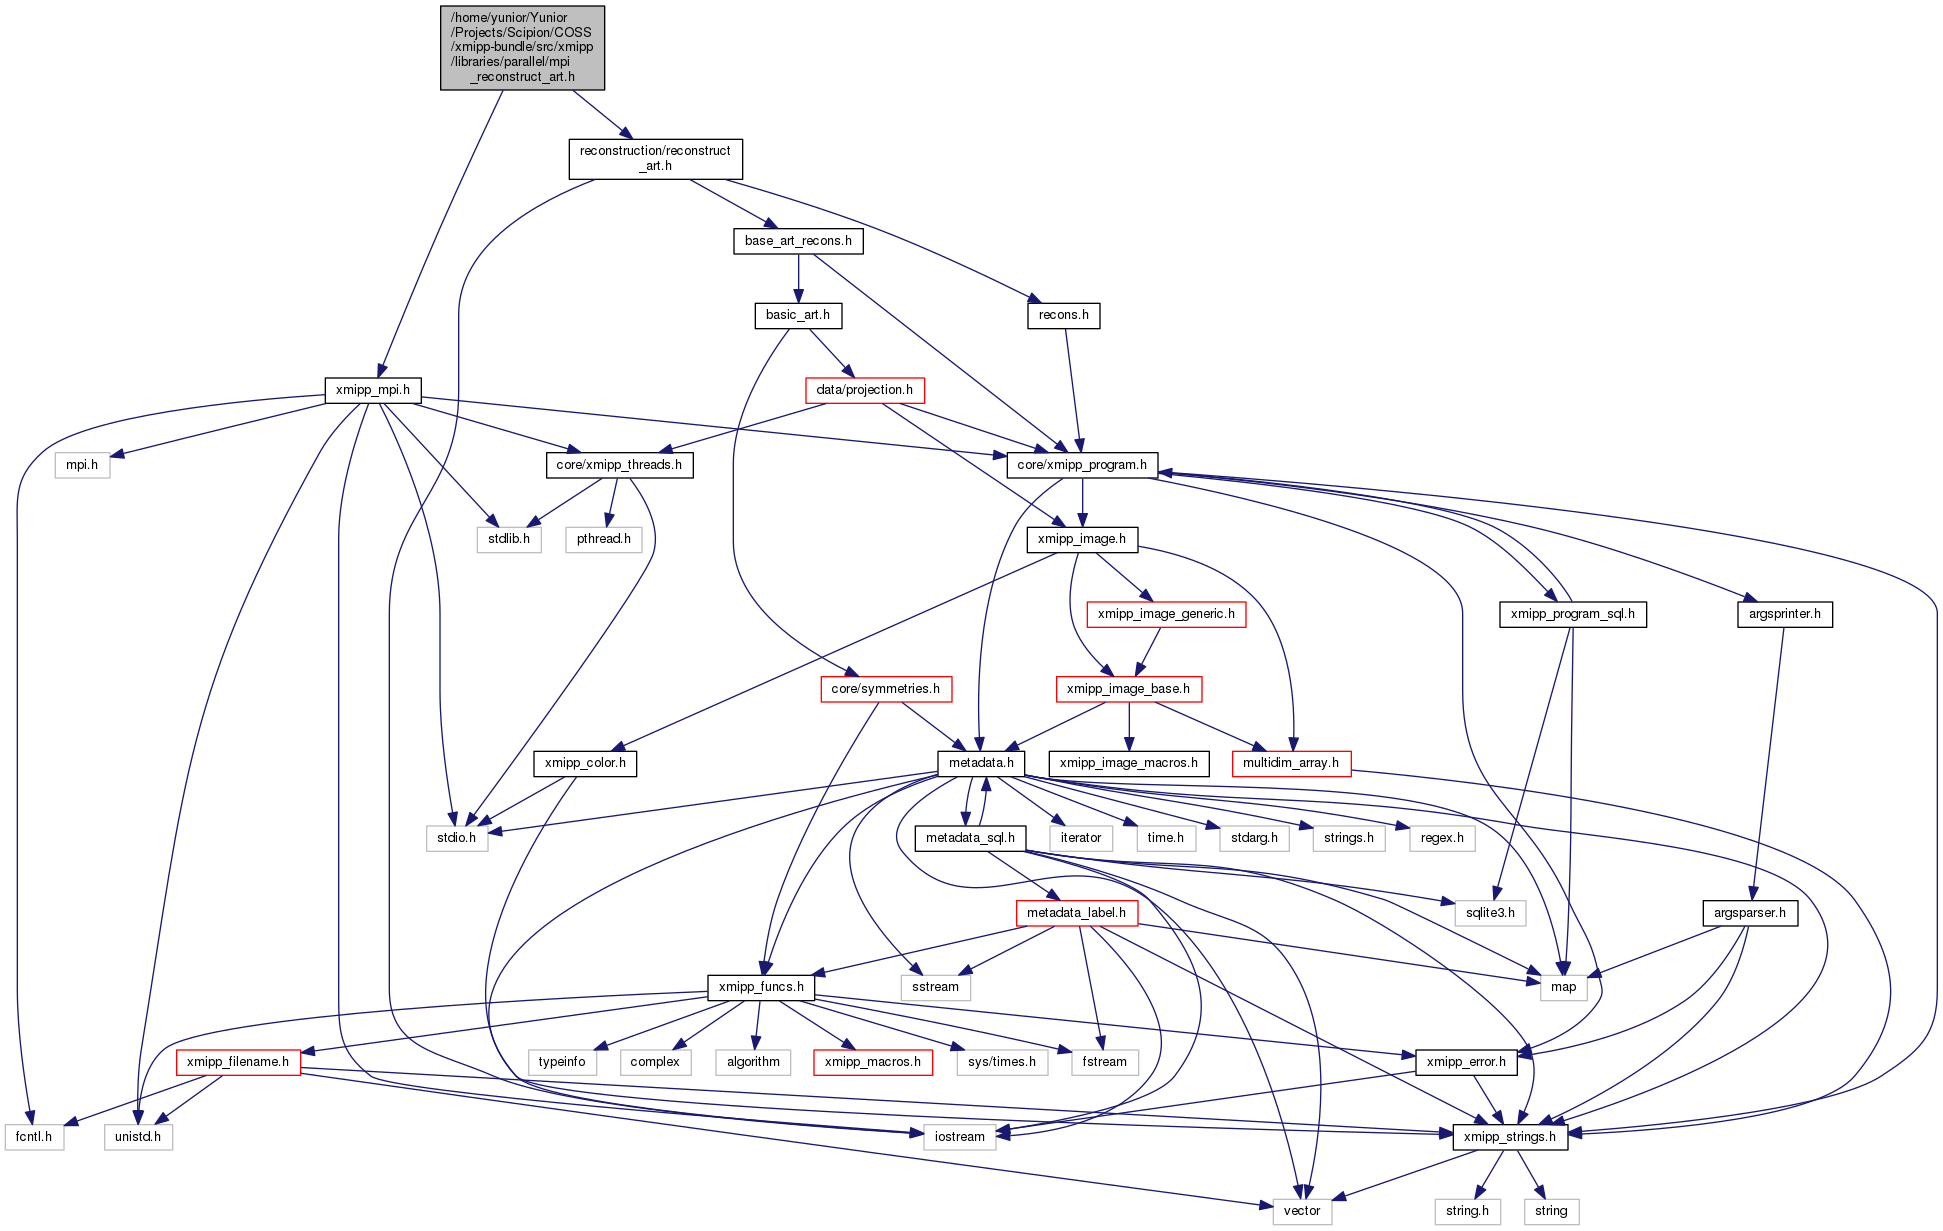 /home/yunior/Yunior
/Projects/Scipion/COSS
/xmipp-bundle/src/xmipp
/libraries/parallel/mpi
_reconstruct_art.h
reconstruction/reconstruct
_art.h
base_art_recons.h
basic_art.h
recons.h
xmipp_mpi.h
data/projection.h
mpi.h
core/xmipp_threads.h
core/xmipp_program.h
stdlib.h
pthread.h
xmipp_image.h
xmipp_image_generic.h
xmipp_program_sql.h
argsprinter.h
core/symmetries.h
xmipp_image_base.h
xmipp_color.h
metadata.h
xmipp_image_macros.h
multidim_array.h
stdio.h
metadata_sql.h
iterator
time.h
stdarg.h
strings.h
regex.h
metadata_label.h
sqlite3.h
argsparser.h
xmipp_funcs.h
sstream
map
xmipp_filename.h
typeinfo
complex
algorithm
xmipp_macros.h
sys/times.h
fstream
xmipp_error.h
fcntl.h
unistd.h
iostream
xmipp_strings.h
vector
string.h
string